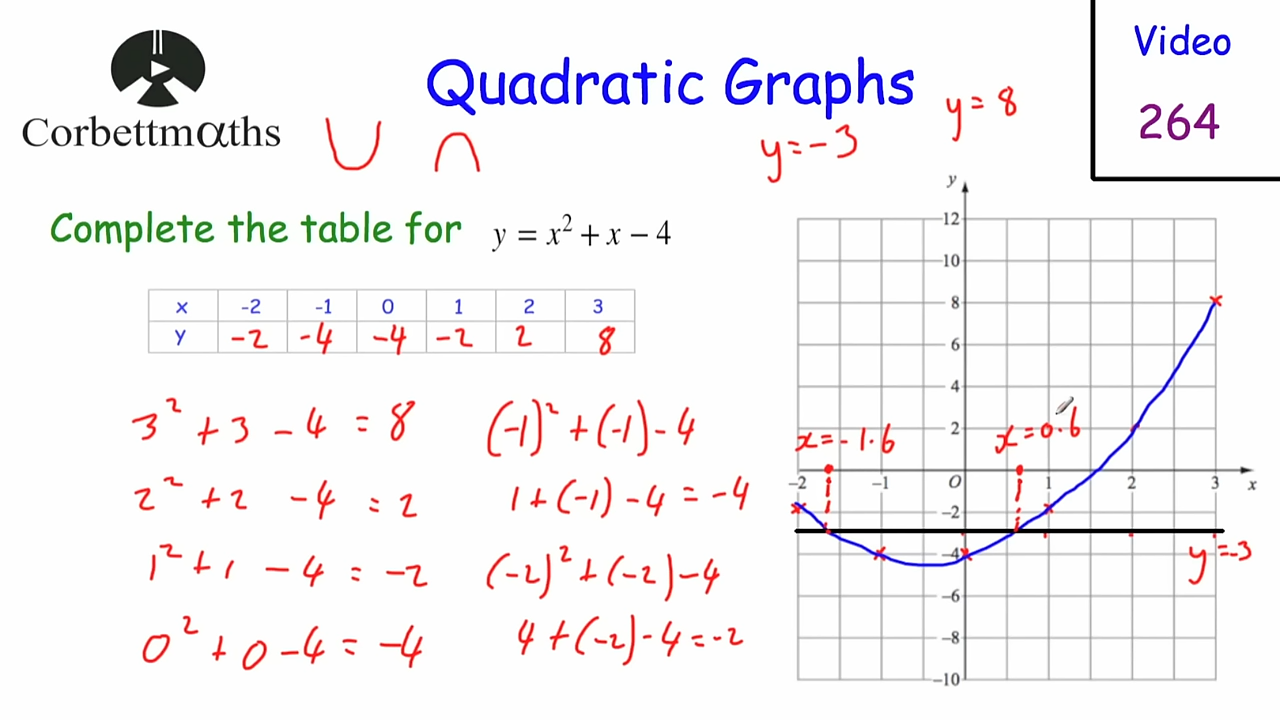 Corbettmαths
Quadratic Graphs
Video
264
y=-3
y=8
Complete the table for y = x² + x − 4
x -2 -1 0 1 2 3
Y -2 -4 -4 -2 2 8
3² + 3 - 4 = 8
2² + 2 - 4 = 2
1² + 1 - 4 = -2
0² + 0 - 4 = -4
(-1)² + (-1) - 4
1 + (-1) - 4 = -4
(-2)² + (-2) - 4
4 + (-2) - 4 = -2
y
12
10
8
6
4
2
x=-1.6
x=0.6
-2 -1 O 1 2 3 x
-2
-4
y=-3
-6
-8
-10